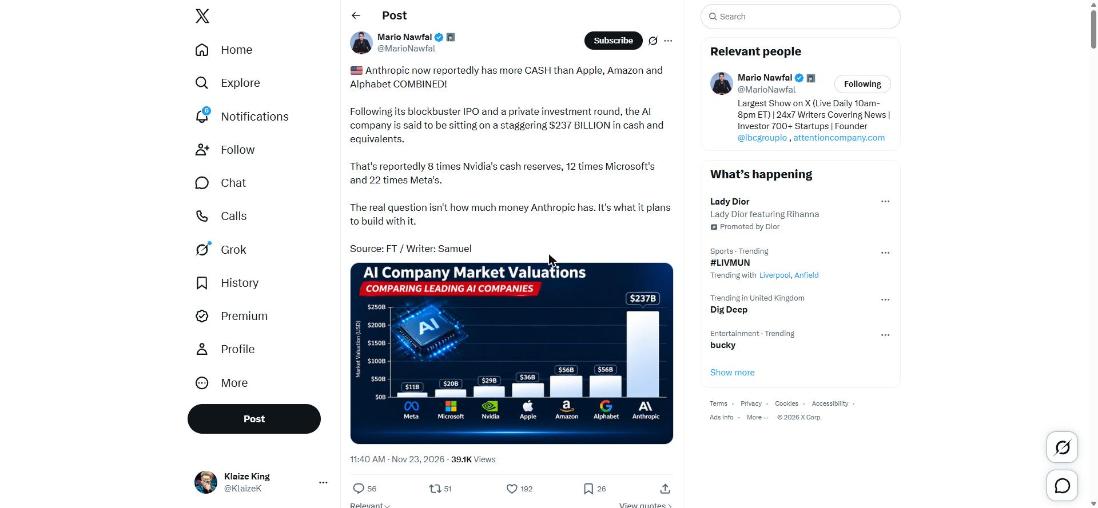 Home
Explore
6
Notifications
Follow
Chat
Calls
Grok
History
Premium
Profile
More
Post
Klaize King
@KlaizeK
Post
Mario Nawfal
@MarioNawfal
Subscribe
🇺🇸 Anthropic now reportedly has more CASH than Apple, Amazon and
Alphabet COMBINED!
Following its blockbuster IPO and a private investment round, the AI
company is said to be sitting on a staggering $237 BILLION in cash and
equivalents.
That's reportedly 8 times Nvidia's cash reserves, 12 times Microsoft's
and 22 times Meta's.
The real question isn't how much money Anthropic has. It's what it plans
to build with it.
Source: FT / Writer: Samuel
AI Company Market Valuations
COMPARING LEADING AI COMPANIES
Market Valuation (USD)
$250B
$200B
$150B
$100B
$50B
$0B
AI
$11B
$20B
$29B
$36B
$56B
$56B
$237B
Meta
Microsoft
Nvidia
Apple
Amazon
Alphabet
Anthropic
11:40 AM · Nov 23, 2026 · 39.1K Views
56
51
192
26
Relevant
View quotes
Search
Relevant people
Mario Nawfal
@MarioNawfal
Following
Largest Show on X (Live Daily 10am-
8pm ET) | 24x7 Writers Covering News |
Investor 700+ Startups | Founder
@ibcgroupio , attentioncompany.com
What's happening
Lady Dior
Lady Dior featuring Rihanna
Promoted by Dior
Sports · Trending
#LIVMUN
Trending with Liverpool, Anfield
Trending in United Kingdom
Dig Deep
Entertainment · Trending
bucky
Show more
Terms · Privacy · Cookies · Accessibility ·
Ads info · More ·· © 2026 X Corp.